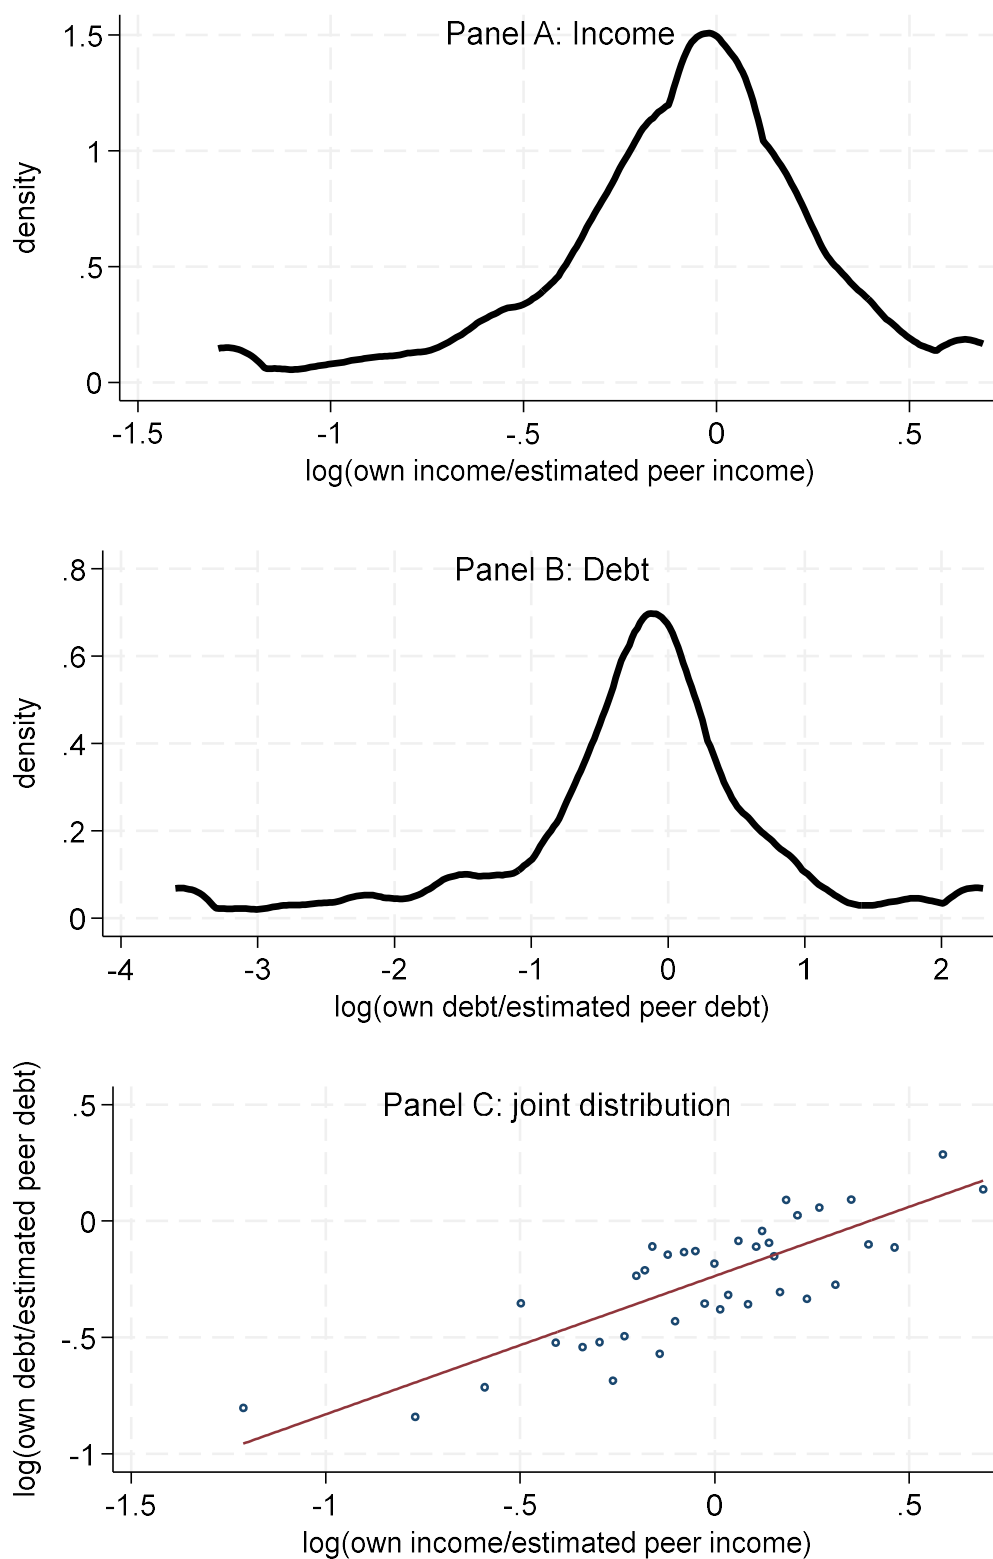 Panel A: Income
1.5
1
.5
0
density
-1.5 -1 -.5 0 .5
log(own income/estimated peer income)
Panel B: Debt
.8
.6
.4
.2
0
density
-4 -3 -2 -1 0 1 2
log(own debt/estimated peer debt)
Panel C: joint distribution
.5
0
-.5
-1
log(own debt/estimated peer debt)
-1.5 -1 -.5 0 .5
log(own income/estimated peer income)